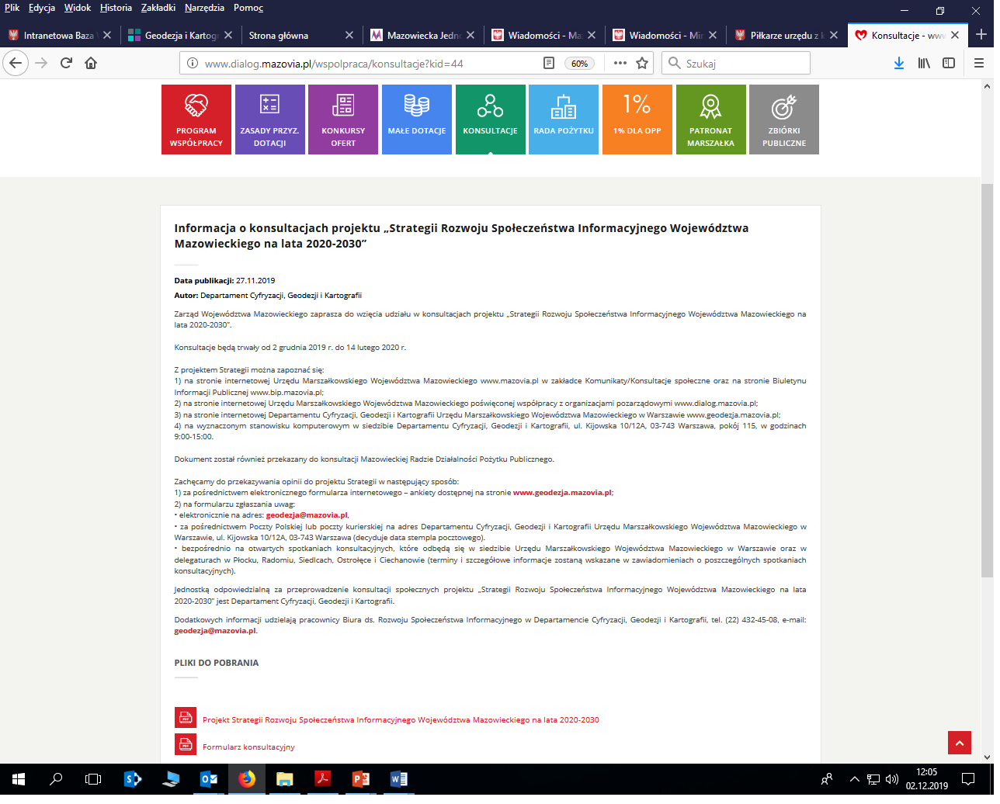 Plik Edycja Widok Historia Zakładki Narzędzia Pomoc
Intranetowa Baza
Geodezja i Kartog
Strona główna
Mazowiecka Jedn
Wiadomości - Ma
Wiadomości - Mi
Piłkarze urzędu z
Konsultacje - www
www.dialog.mazovia.pl/wspolpraca/konsultacje?kid=44
60%
Szukaj
PROGRAM
WSPÓŁPRACY
ZASADY PRZYZ.
DOTACJI
KONKURSY
OFERT
MAŁE DOTACJE
KONSULTACJE
RADA POŻYTKU
1%
1% DLA OPP
PATRONAT
MARSZAŁKA
ZBIÓRKI
PUBLICZNE
Informacja o konsultacjach projektu „Strategii Rozwoju Społeczeństwa Informacyjnego Województwa
Mazowieckiego na lata 2020-2030”
Data publikacji: 27.11.2019
Autor: Departament Cyfryzacji, Geodezji i Kartografii
Zarząd Województwa Mazowieckiego zaprasza do wzięcia udziału w konsultacjach projektu „Strategii Rozwoju Społeczeństwa Informacyjnego Województwa Mazowieckiego na
lata 2020-2030”.
Konsultacje będą trwały od 2 grudnia 2019 r. do 14 lutego 2020 r.
Z projektem Strategii można zapoznać się:
1) na stronie internetowej Urzędu Marszałkowskiego Województwa Mazowieckiego www.mazovia.pl w zakładce Komunikaty/Konsultacje społeczne oraz na stronie Biuletynu
Informacji Publicznej www.bip.mazovia.pl;
2) na stronie internetowej Urzędu Marszałkowskiego Województwa Mazowieckiego poświęconej współpracy z organizacjami pozarządowymi www.dialog.mazovia.pl;
3) na stronie internetowej Departamentu Cyfryzacji, Geodezji i Kartografii Urzędu Marszałkowskiego Województwa Mazowieckiego w Warszawie www.geodezja.mazovia.pl;
4) na wyznaczonym stanowisku komputerowym w siedzibie Departamentu Cyfryzacji, Geodezji i Kartografii, ul. Kijowska 10/12A, 03-743 Warszawa, pokój 115, w godzinach
9:00-15:00.
Dokument został również przekazany do konsultacji Mazowieckiej Radzie Działalności Pożytku Publicznego.
Zachęcamy do przekazywania opinii do projektu Strategii w następujący sposób:
1) za pośrednictwem elektronicznego formularza internetowego – ankiety dostępnej na stronie www.geodezja.mazovia.pl;
2) na formularzu zgłaszania uwag:
• elektronicznie na adres: geodezja@mazovia.pl,
• za pośrednictwem Poczty Polskiej lub poczty kurierskiej na adres Departamentu Cyfryzacji, Geodezji i Kartografii Urzędu Marszałkowskiego Województwa Mazowieckiego w
Warszawie, ul. Kijowska 10/12A, 03-743 Warszawa (decyduje data stempla pocztowego).
• bezpośrednio na otwartych spotkaniach konsultacyjnych, które odbędą się w siedzibie Urzędu Marszałkowskiego Województwa Mazowieckiego w Warszawie oraz w
delegaturach w Płocku, Radomiu, Siedlcach, Ostrołęce i Ciechanowie (terminy i szczegółowe informacje zostaną wskazane w zawiadomieniach o poszczególnych spotkaniach
konsultacyjnych).
Jednostką odpowiedzialną za przeprowadzenie konsultacji społecznych projektu „Strategii Rozwoju Społeczeństwa Informacyjnego Województwa Mazowieckiego na lata
2020-2030” jest Departament Cyfryzacji, Geodezji i Kartografii.
Dodatkowych informacji udzielają pracownicy Biura ds. Rozwoju Społeczeństwa Informacyjnego w Departamencie Cyfryzacji, Geodezji i Kartografii, tel. (22) 432-45-08, e-mail:
geodezja@mazovia.pl.
PLIKI DO POBRANIA
Projekt Strategii Rozwoju Społeczeństwa Informacyjnego Województwa Mazowieckiego na lata 2020-2030
Formularz konsultacyjny
12:05
02.12.2019